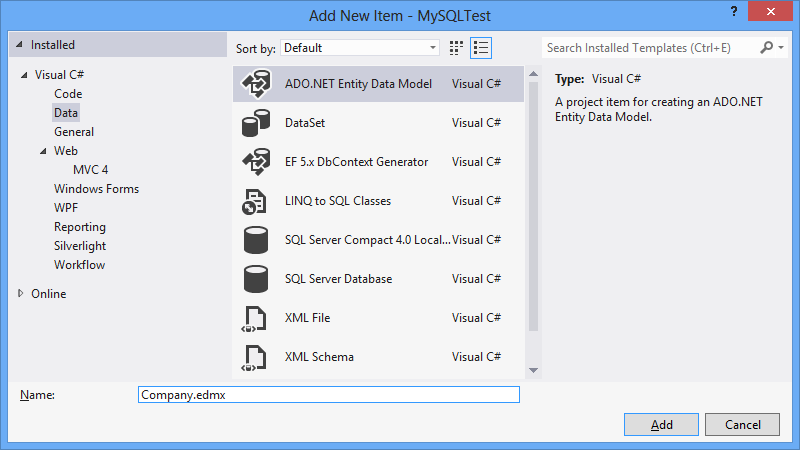 Add New Item - MySQLTest
?
Installed
Sort by: Default
Search Installed Templates (Ctrl+E)
Visual C#
Code
Data
General
Web
MVC 4
Windows Forms
WPF
Reporting
Silverlight
Workflow
Online
ADO.NET Entity Data Model Visual C#
DataSet Visual C#
EF 5.x DbContext Generator Visual C#
LINQ to SQL Classes Visual C#
SQL Server Compact 4.0 Local... Visual C#
SQL Server Database Visual C#
XML File Visual C#
XML Schema Visual C#
Type: Visual C#
A project item for creating an ADO.NET
Entity Data Model.
Name: Company.edmx
Add Cancel